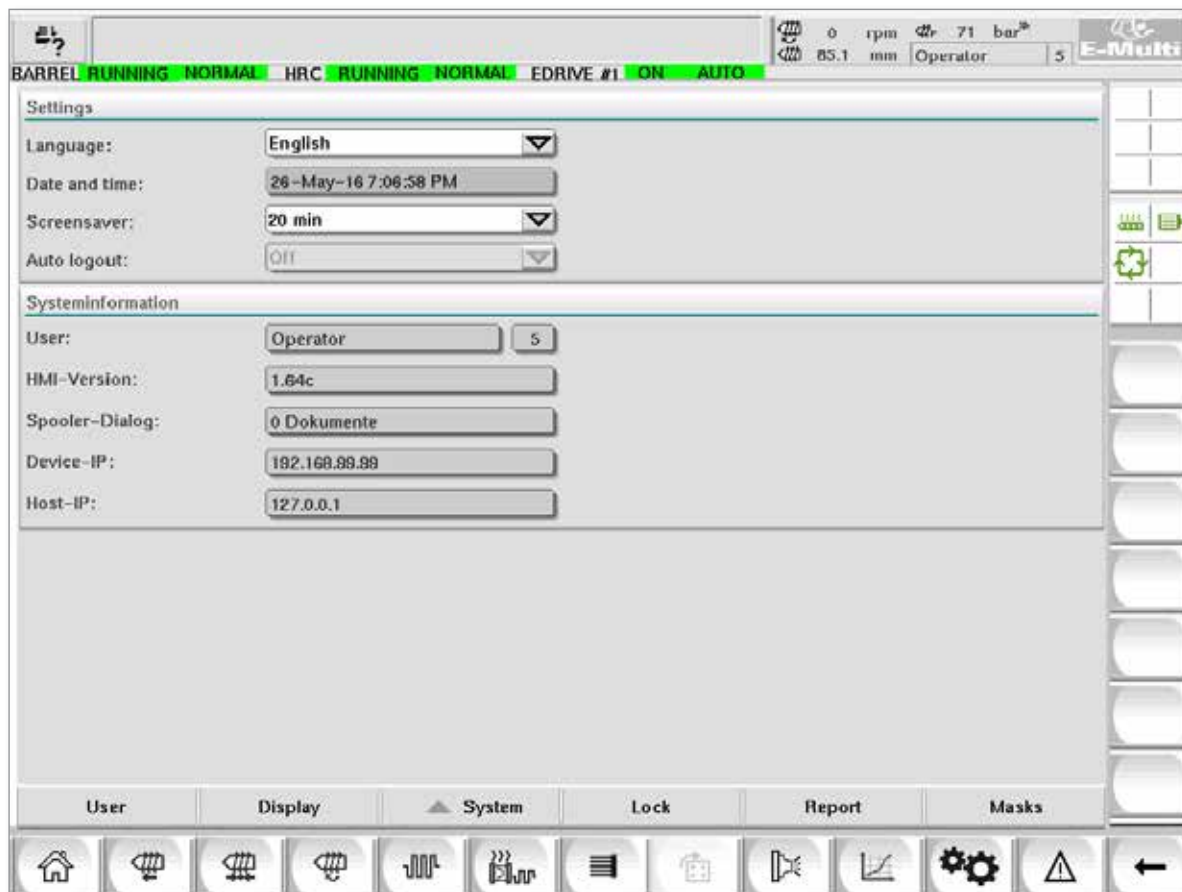 0 rpm 71 bar
85.1 mm Operator 5
E-Multi
BARREL RUNNING NORMAL HRC RUNNING NORMAL EDRIVE #1 ON AUTO
Settings
Language: English
Date and time: 26-May-16 7:06:58 PM
Screensaver: 20 min
Auto logout: Off
Systeminformation
User: Operator 5
HMI-Version: 1.64c
Spooler-Dialog: 0 Dokumente
Device-IP: 192.168.99.99
Host-IP: 127.0.0.1
User Display System Lock Report Masks